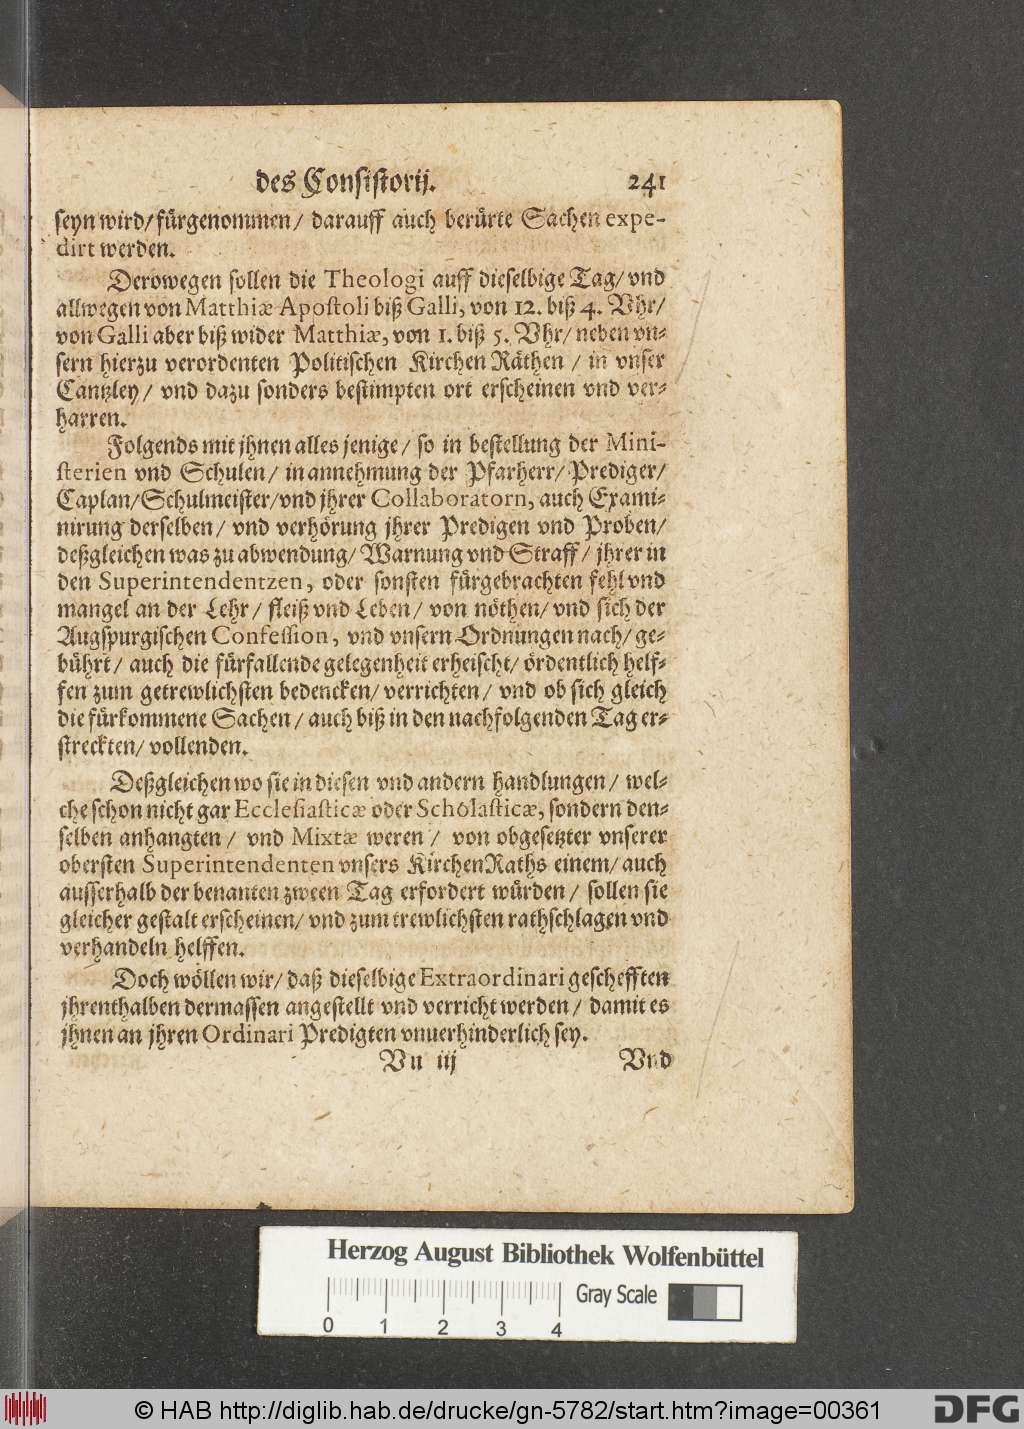 des Consistorij. 241
seyn wird/ fürgenommen/ darauff auch berürte Sachen expe-
dirt werden.
Derowegen sollen die Theologi auff dieselbige Tag/ vnd
allwegen von Matthiæ Apostoli biß Galli, von 12. biß 4. Vhr/
von Galli aber biß wider Matthiæ, von 1. biß 5. Vhr/ neben vn-
sern hierzu verordenten Politischen KirchenRäthen / in vnser
Cantzley/ vnd dazu sonders bestimpten ort erscheinen vnd ver-
harren.
Folgends mit jhnen alles jenige/ so in bestellung der Mini-
sterien vnd Schulen/ in annehmung der Pfarherr/ Prediger/
Caplan/ Schulmeister/ vnd jhrer Collaboratorn, auch Exami-
nirung derselben/ vnd verhörung jhrer Predigen vnd Proben/
deßgleichen was zu abwendung/ Warnung vnd Straff/ jhrer in
den Superintendentzen, oder sonsten fürgebrachten fehl vnd
mangel an der Lehr/ fleiß vnd Leben/ von nöthen/ vnd sich der
Augspurgischen Confession, vnd vnsern Ordnungen nach/ ge-
bührt/ auch die fürfallende gelegenheit erheischt/ ördentlich helf-
fen zum getrewlichsten bedencken/ verrichten/ vnd ob sich gleich
die fürkommene Sachen/ auch biß in den nachfolgenden Tag er-
streckten/ vollenden.
Deßgleichen wo sie in diesen vnd andern handlungen/ wel-
che schon nicht gar Ecclesiasticæ oder Scholasticæ, sondern den-
selben anhangten/ vnd Mixtæ weren / von obgesetzter vnserer
obersten Superintendenten vnsers KirchenRaths einem/ auch
ausserhalb der benanten zween Tag erfordert würden/ sollen sie
gleicher gestalt erscheinen/ vnd zum trewlichsten rathschlagen vnd
verhandeln helffen.
Doch wöllen wir/ daß dieselbige Extraordinari geschefften
jhrenthalben dermassen angestellt vnd verricht werden/ damit es
jhnen an jhren Ordinari Predigten vnuerhinderlich sey.
Vu iij Vnd
Herzog August Bibliothek Wolfenbüttel
Gray Scale
0 1 2 3 4
© HAB http://diglib.hab.de/drucke/gn-5782/start.htm?image=00361
DFG